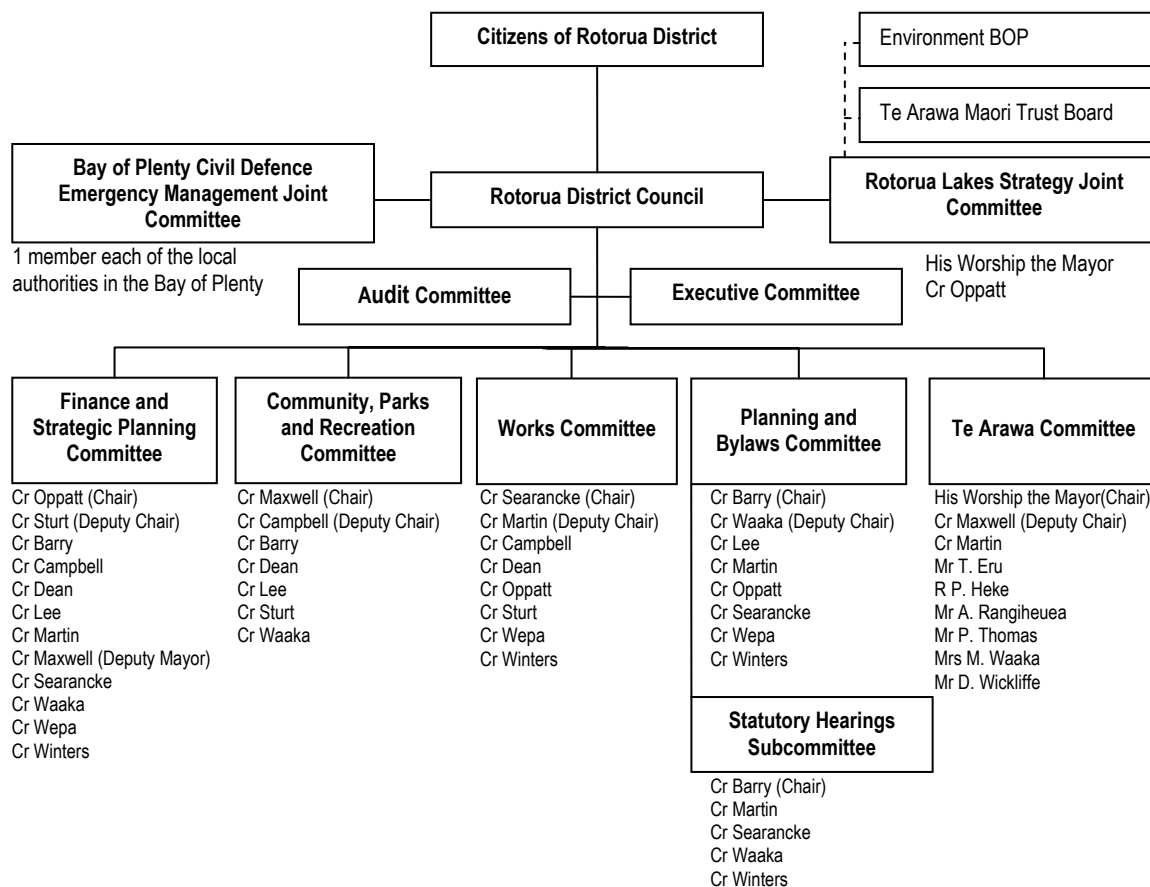 Citizens of Rotorua District
Environment BOP
Te Arawa Maori Trust Board
Bay of Plenty Civil Defence
Emergency Management Joint
Committee
1 member each of the local
authorities in the Bay of Plenty
Rotorua District Council
Rotorua Lakes Strategy Joint
Committee
His Worship the Mayor
Cr Oppatt
Audit Committee
Executive Committee
Finance and
Strategic Planning
Committee
Cr Oppatt (Chair)
Cr Sturt (Deputy Chair)
Cr Barry
Cr Campbell
Cr Dean
Cr Lee
Cr Martin
Cr Maxwell (Deputy Mayor)
Cr Searancke
Cr Waaka
Cr Wepa
Cr Winters
Community, Parks
and Recreation
Committee
Cr Maxwell (Chair)
Cr Campbell (Deputy Chair)
Cr Barry
Cr Dean
Cr Lee
Cr Sturt
Cr Waaka
Works Committee
Cr Searancke (Chair)
Cr Martin (Deputy Chair)
Cr Campbell
Cr Dean
Cr Oppatt
Cr Sturt
Cr Wepa
Cr Winters
Planning and
Bylaws Committee
Cr Barry (Chair)
Cr Waaka (Deputy Chair)
Cr Lee
Cr Martin
Cr Oppatt
Cr Searancke
Cr Wepa
Cr Winters
Statutory Hearings
Subcommittee
Cr Barry (Chair)
Cr Martin
Cr Searancke
Cr Waaka
Cr Winters
Te Arawa Committee
His Worship the Mayor(Chair)
Cr Maxwell (Deputy Chair)
Cr Martin
Mr T. Eru
R P. Heke
Mr A. Rangiheuea
Mr P. Thomas
Mrs M. Waaka
Mr D. Wickliffe